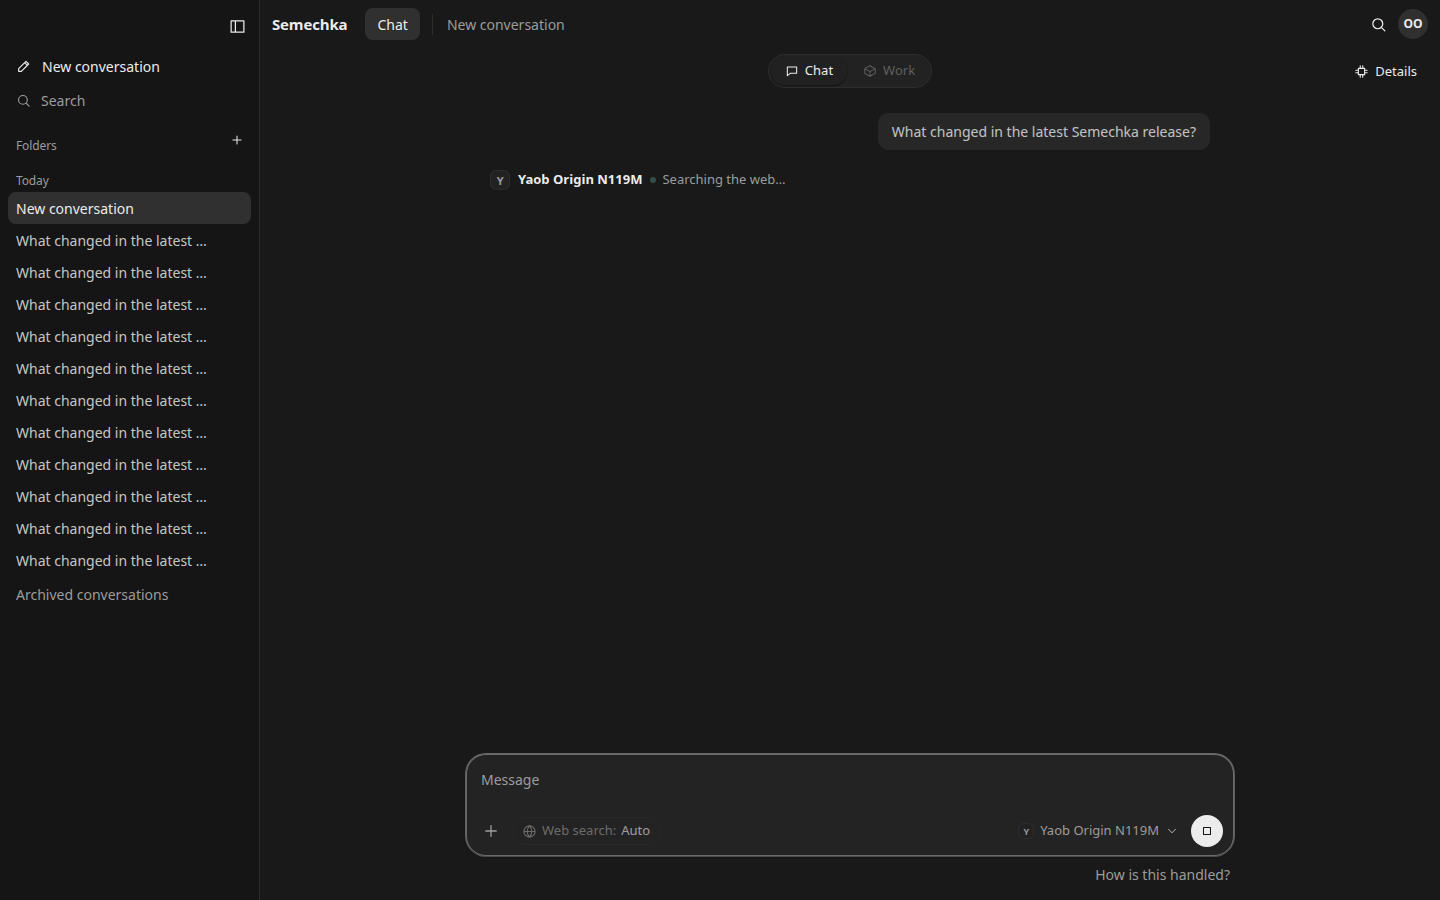 Semechka
Chat
New conversation
OO
New conversation
Search
Folders
Today
New conversation
What changed in the latest ...
What changed in the latest ...
What changed in the latest ...
What changed in the latest ...
What changed in the latest ...
What changed in the latest ...
What changed in the latest ...
What changed in the latest ...
What changed in the latest ...
What changed in the latest ...
What changed in the latest ...
Archived conversations
Chat
Work
Details
What changed in the latest Semechka release?
Y Yaob Origin N119M Searching the web...
Message
Web search: Auto
Y Yaob Origin N119M
How is this handled?